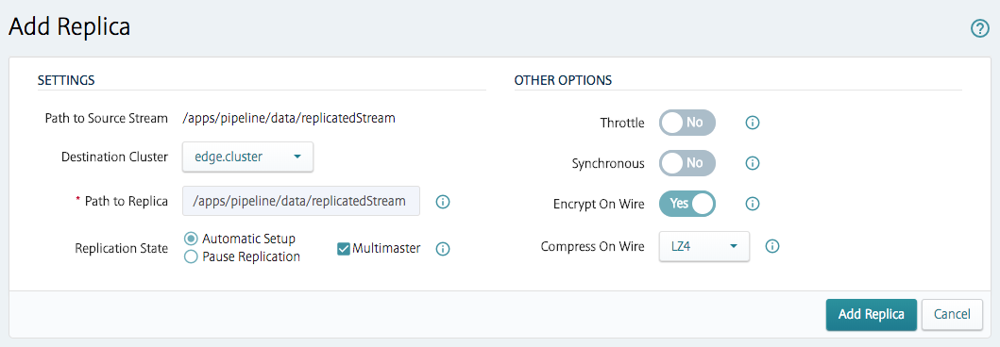 Add Replica
SETTINGS
Path to Source Stream /apps/pipeline/data/replicatedStream
Destination Cluster edge.cluster
* Path to Replica /apps/pipeline/data/replicatedStream
Replication State Automatic Setup
Pause Replication
Multimaster
OTHER OPTIONS
Throttle No
Synchronous No
Encrypt On Wire Yes
Compress On Wire LZ4
Add Replica Cancel